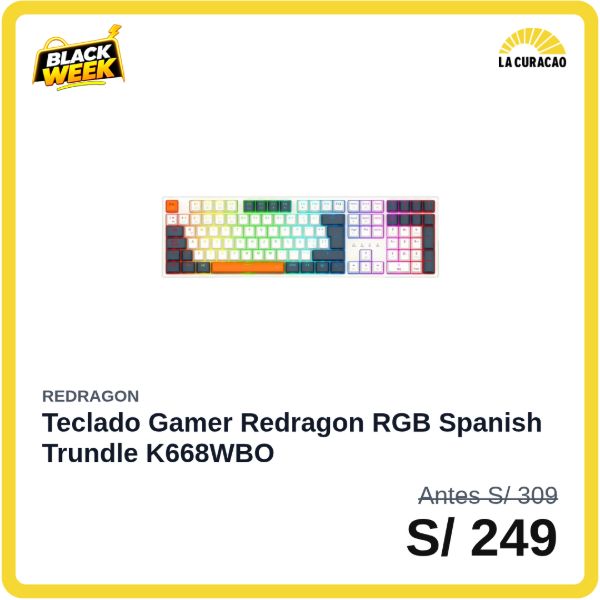 BLACK
WEEK
LA CURACAO
REDRAGON
Teclado Gamer Redragon RGB Spanish
Trundle K668WBO
Antes S/ 309
S/ 249